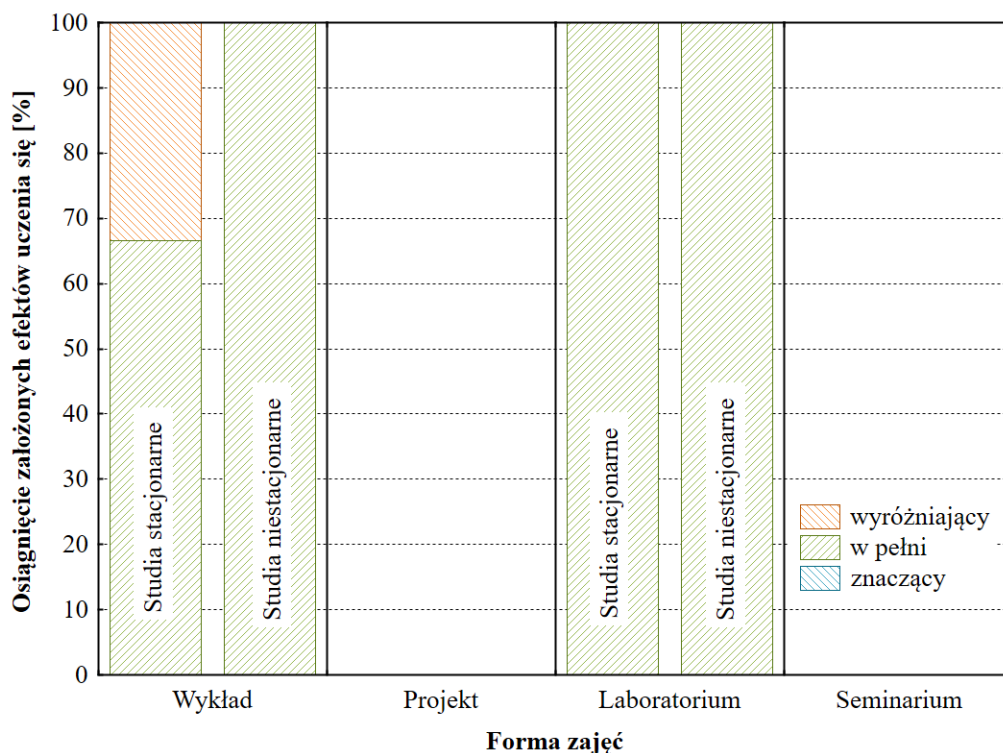 Osiągnięcie założonych efektów uczenia się [%]
100
90
80
70
60
50
40
30
20
10
0
Studia stacjonarne
Studia niestacjonarne
Studia stacjonarne
Studia niestacjonarne
wyróżniający
w pełni
znaczący
Wykład
Projekt
Laboratorium
Seminarium
Forma zajęć